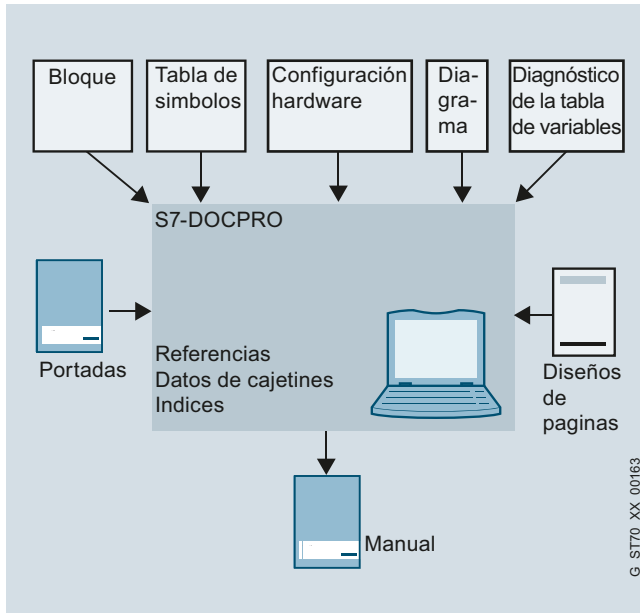 Bloque
Tabla de
simbolos
Configuración
hardware
Dia-
gra-
ma
Diagnóstico
de la tabla
de variables
S7-DOCPRO
Portadas
Referencias
Datos de cajetines
Indices
Diseños
de
paginas
Manual
G_ST70_XX_00163